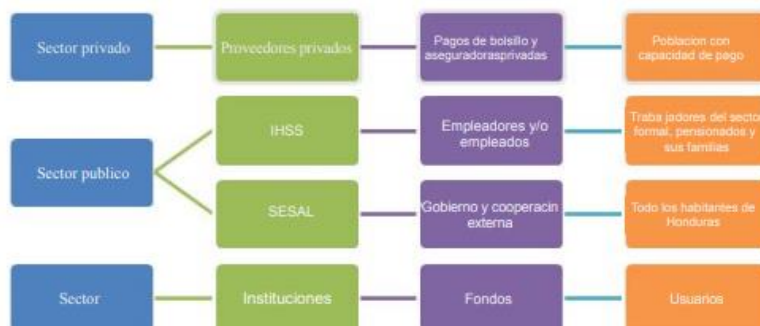 Sector privado
Proveedores privados
Pagos de bolsillo y
aseguradorasprivadas
Poblacion con
capacidad de pago
Sector publico
IHSS
Empleadores y/o
empleados
Traba jadores del secto
formal, pensionados y
sus familias
SESAL
Gobierno y cooperacin
externa
Todo los habitantes de
Honduras
Sector
Instituciones
Fondos
Usuarios